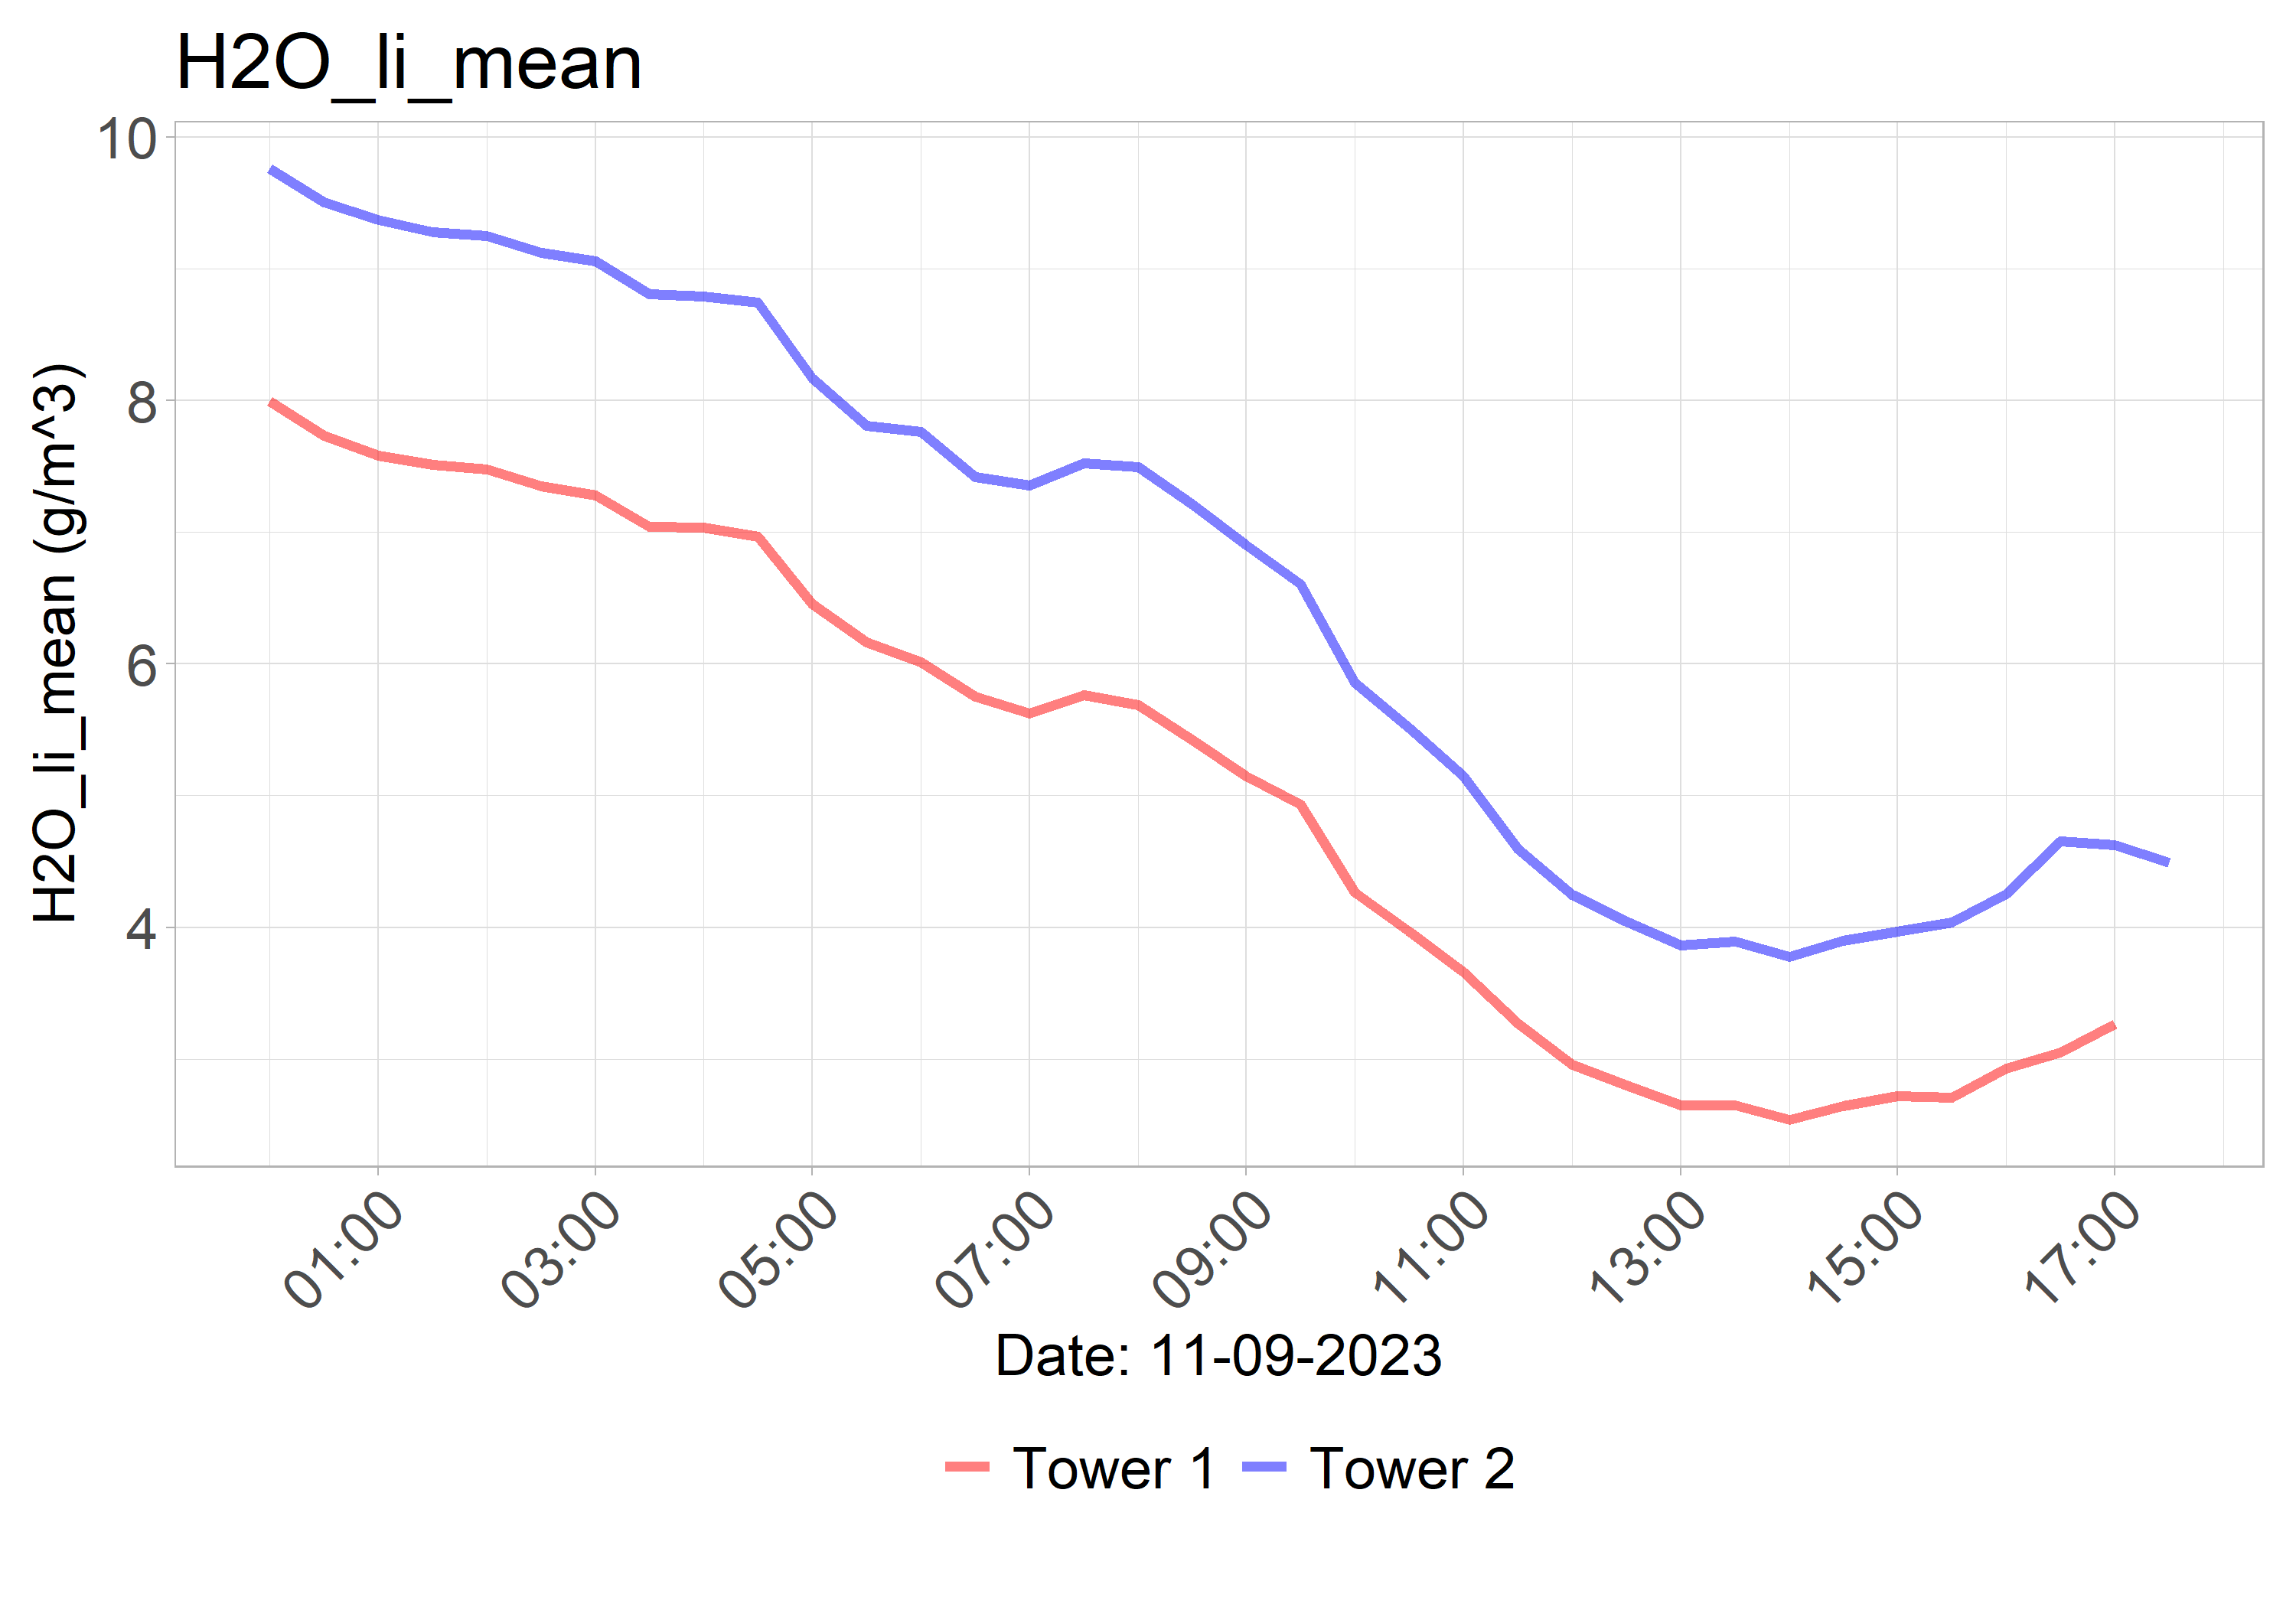 H2O_li_mean
H2O_li_mean (g/m^3)
10
8
6
4
01:00 03:00 05:00 07:00 09:00 11:00 13:00 15:00 17:00
Date: 11-09-2023
Tower 1 Tower 2